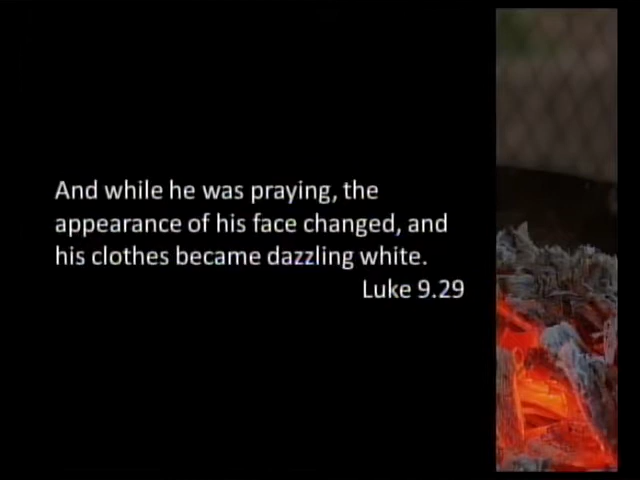 And while he was praying, the
appearance of his face changed, and
his clothes became dazzling white.
Luke 9.29